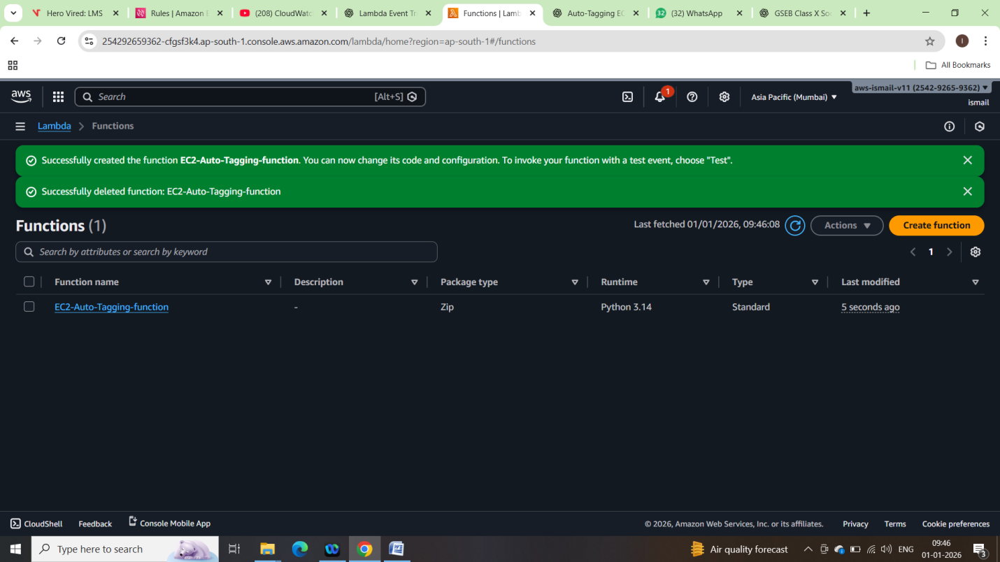 Hero Vired: LMS
Rules | Amazon E
(208) CloudWatc
Lambda Event Tr
Functions | Lamb
Auto-Tagging EC
32
(32) WhatsApp
GSEB Class X So
254292659362-cfgsf3k4.ap-south-1.console.aws.amazon.com/lambda/home?region=ap-south-1#/functions
I
All Bookmarks
aws
Search
[Alt+S]
1
Asia Pacific (Mumbai)
aws-ismail-v11 (2542-9265-9362)
ismail
Lambda
Functions
Successfully created the function EC2-Auto-Tagging-function. You can now change its code and configuration. To invoke your function with a test event, choose "Test".
Successfully deleted function: EC2-Auto-Tagging-function
Functions (1)
Last fetched 01/01/2026, 09:46:08
Actions
Create function
Search by attributes or search by keyword
1
Function name
Description
Package type
Runtime
Type
Last modified
EC2-Auto-Tagging-function
-
Zip
Python 3.14
Standard
5 seconds ago
CloudShell
Feedback
Console Mobile App
© 2026, Amazon Web Services, Inc. or its affiliates.
Privacy
Terms
Cookie preferences
Type here to search
Air quality forecast
ENG
09:46
01-01-2026
3